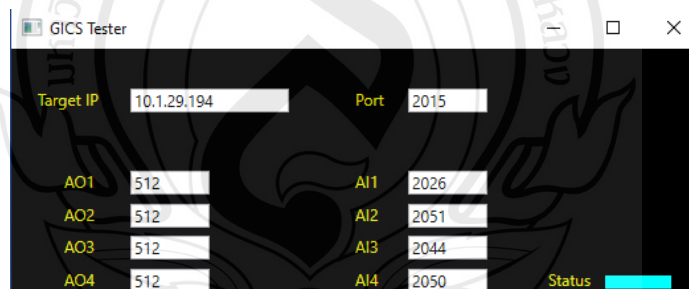 GICS Tester
Target IP 10.1.29.194 Port 2015
AO1 512 AI1 2026
AO2 512 AI2 2051
AO3 512 AI3 2044
AO4 512 AI4 2050 Status